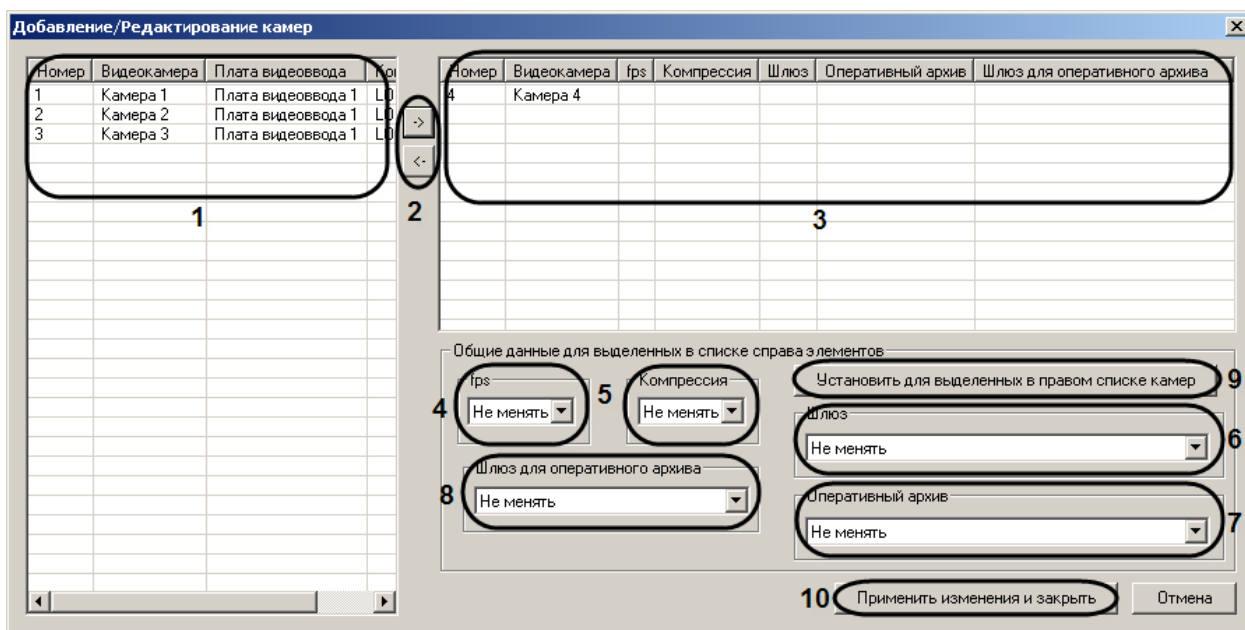 Добавление/Редактирование камер
Номер Видеокамера Плата видеоввода
1 Камера 1 Плата видеоввода 1 L0
2 Камера 2 Плата видеоввода 1 L0
3 Камера 3 Плата видеоввода 1 L0
1
->
<-
2
Номер Видеокамера fps Компрессия Шлюз Оперативный архив Шлюз для оперативного архива
4 Камера 4
3
Общие данные для выделенных в списке справа элементов
fps
4 Не менять
5 Компрессия
Не менять
Установить для выделенных в правом списке камер 9
Шлюз
Не менять 6
Шлюз для оперативного архива
8 Не менять
Оперативный архив
Не менять 7
10 Применить изменения и закрыть Отмена